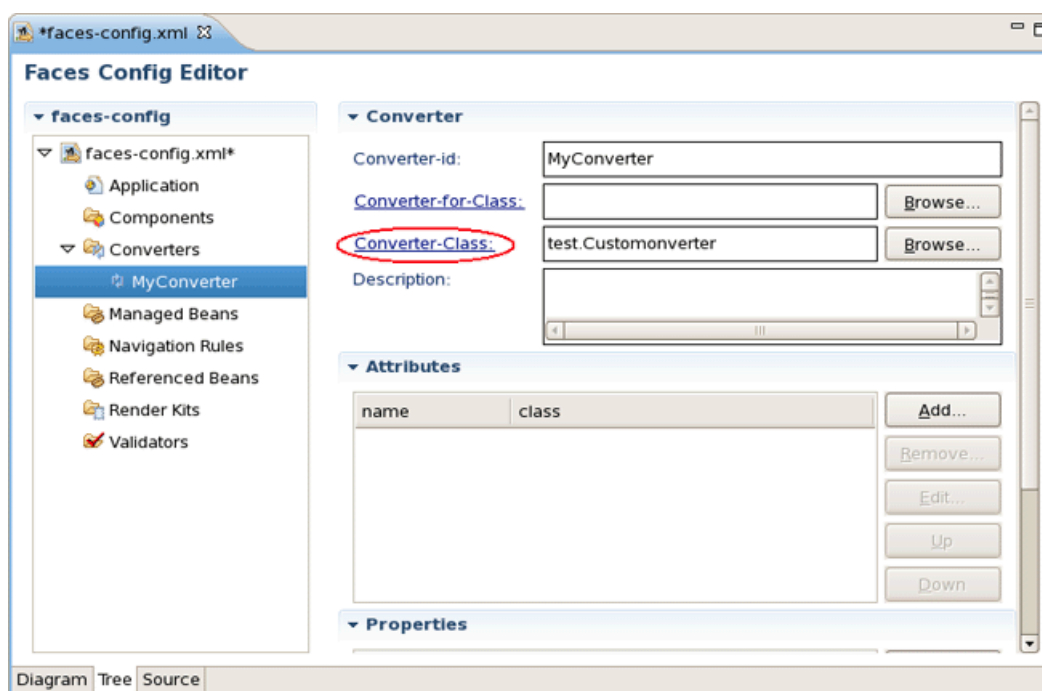 *faces-config.xml
Faces Config Editor
faces-config
faces-config.xml*
Application
Components
Converters
MyConverter
Managed Beans
Navigation Rules
Referenced Beans
Render Kits
Validators
Converter
Converter-id: MyConverter
Converter-for-Class: Browse...
Converter-Class: test.Customonverter Browse...
Description:
Attributes
name class Add...
Remove...
Edit...
Up
Down
Properties
Diagram Tree Source